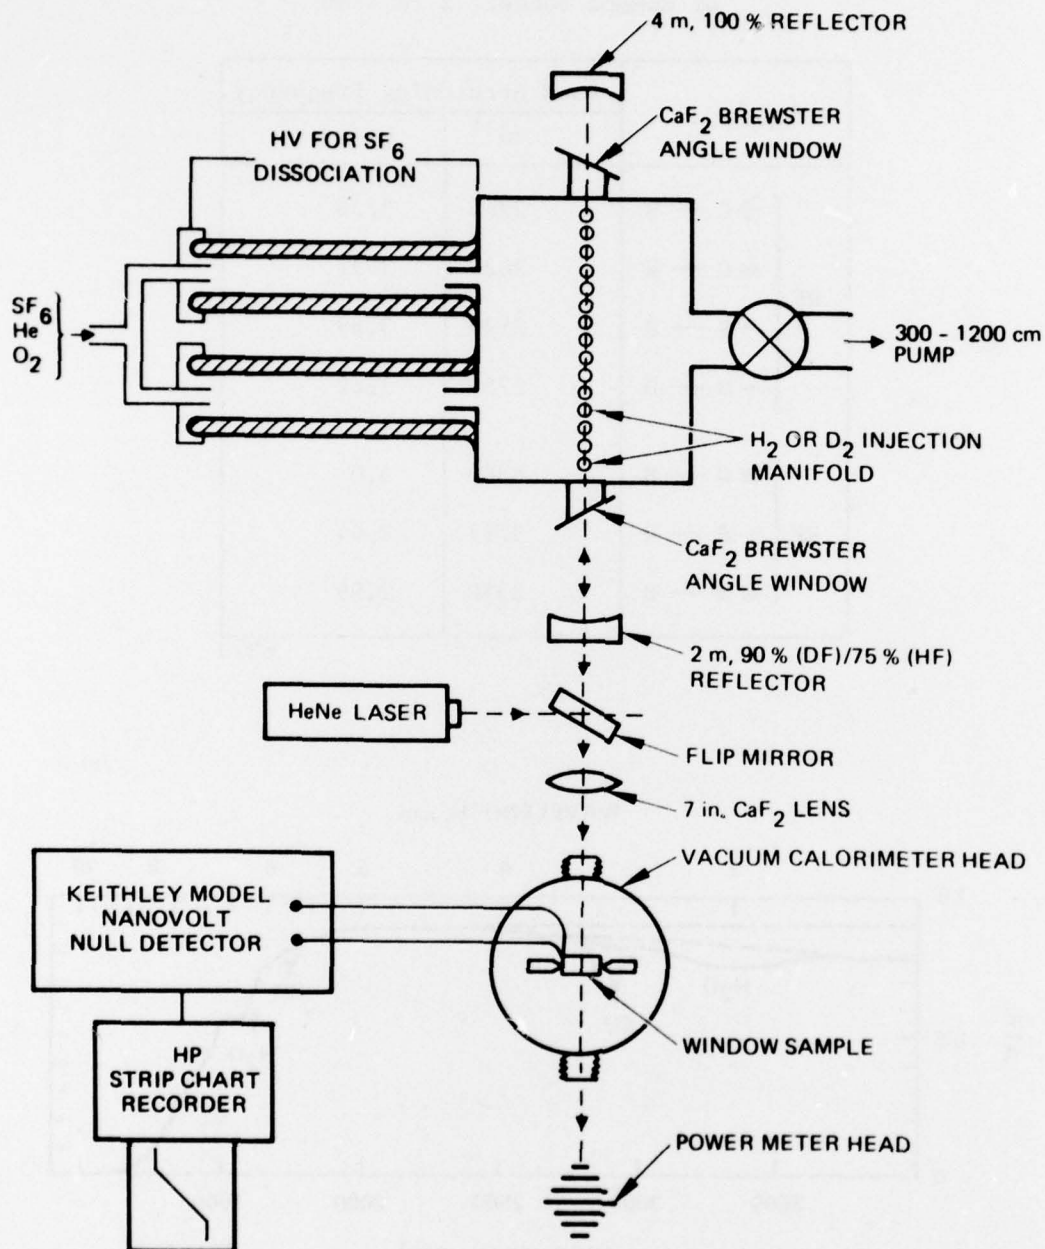 4 m, 100 % REFLECTOR
CaF2 BREWSTER
ANGLE WINDOW
HV FOR SF6
DISSOCIATION
SF6
He
O2
300 - 1200 cm
PUMP
H2 OR D2 INJECTION
MANIFOLD
CaF2 BREWSTER
ANGLE WINDOW
2 m, 90 % (DF)/75 % (HF)
REFLECTOR
HeNe LASER
FLIP MIRROR
7 in. CaF2 LENS
VACUUM CALORIMETER HEAD
KEITHLEY MODEL
NANOVOLT
NULL DETECTOR
WINDOW SAMPLE
HP
STRIP CHART
RECORDER
POWER METER HEAD